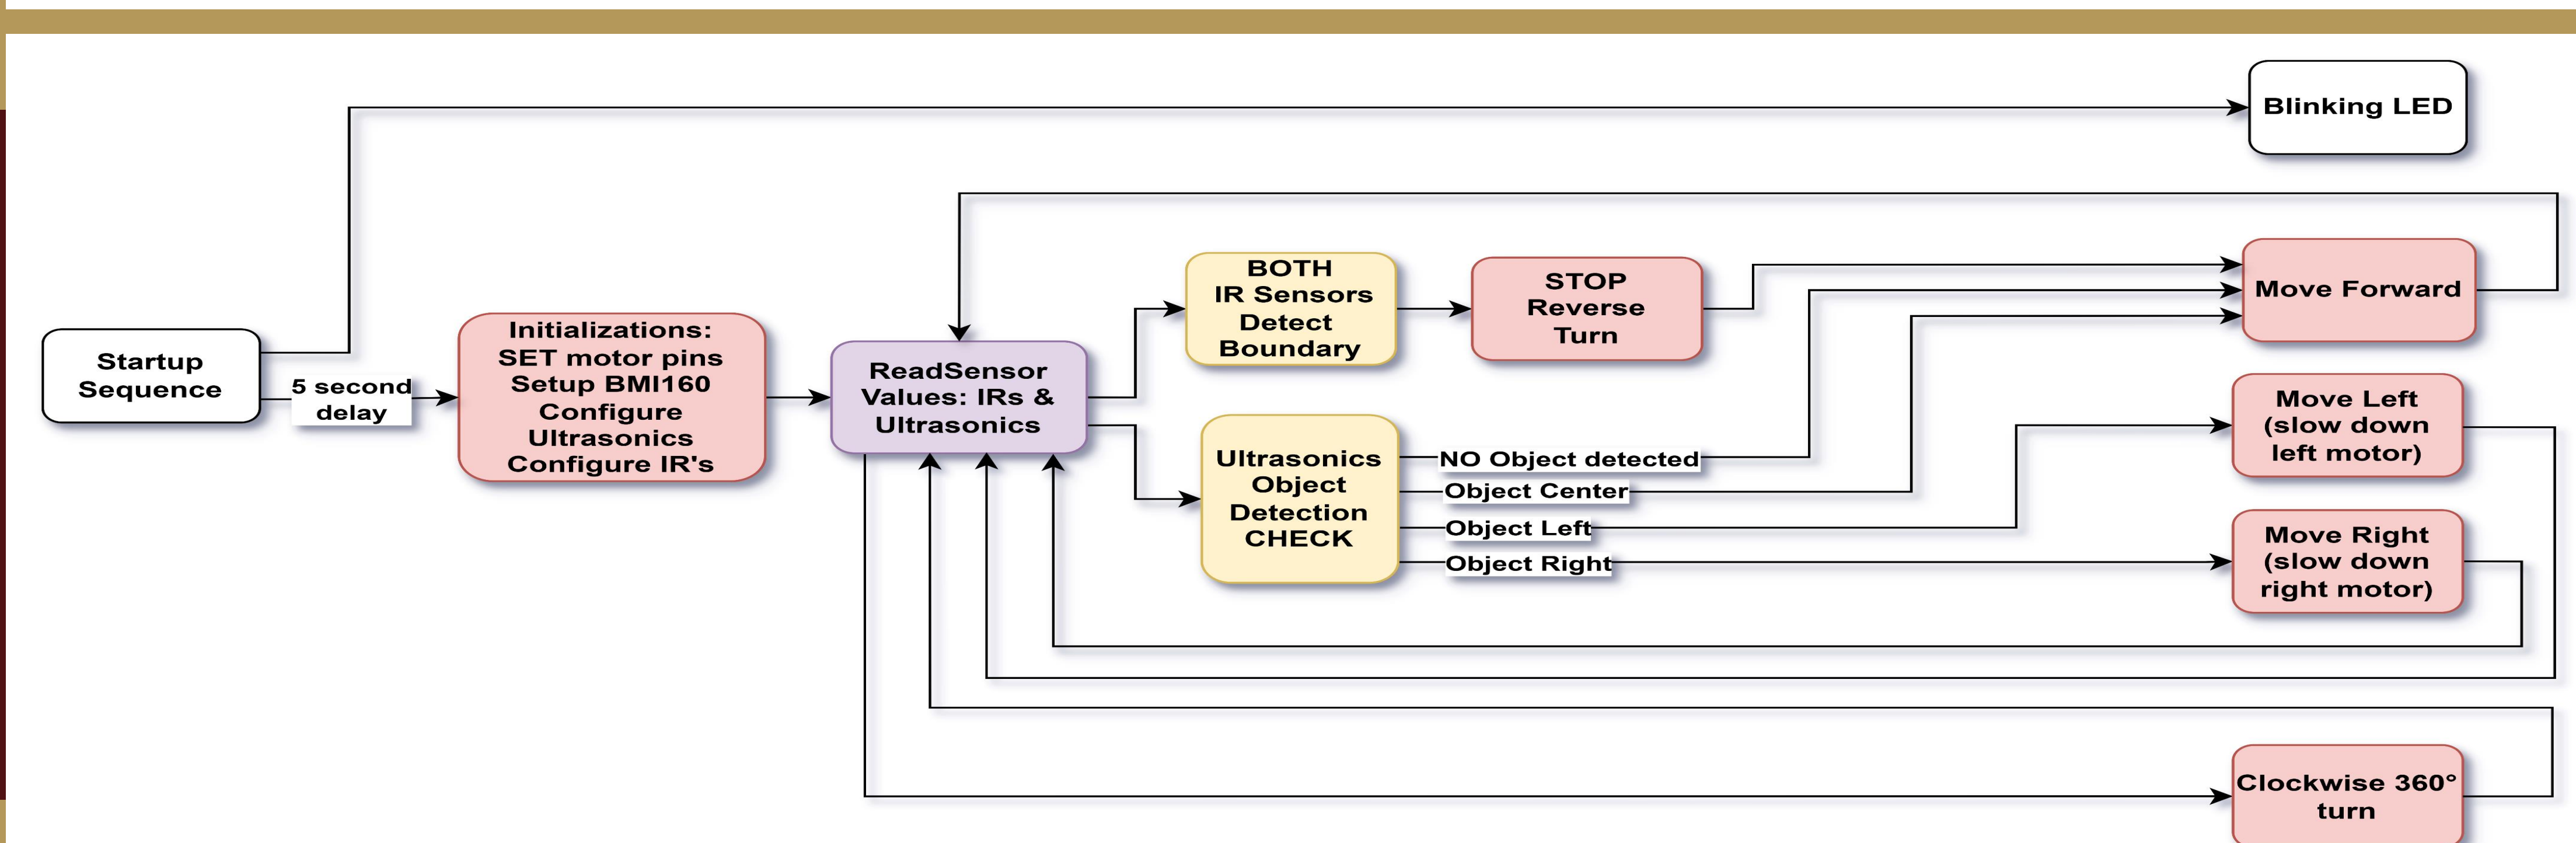 Blinking LED
Startup
Sequence
5 second
delay
Initializations:
SET motor pins
Setup BMI160
Configure
Ultrasonics
Configure IR's
ReadSensor
Values: IRs &
Ultrasonics
BOTH
IR Sensors
Detect
Boundary
STOP
Reverse
Turn
Move Forward
Ultrasonics
Object
Detection
CHECK
NO Object detected
Object Center
Object Left
Object Right
Move Left
(slow down
left motor)
Move Right
(slow down
right motor)
Clockwise 360°
turn